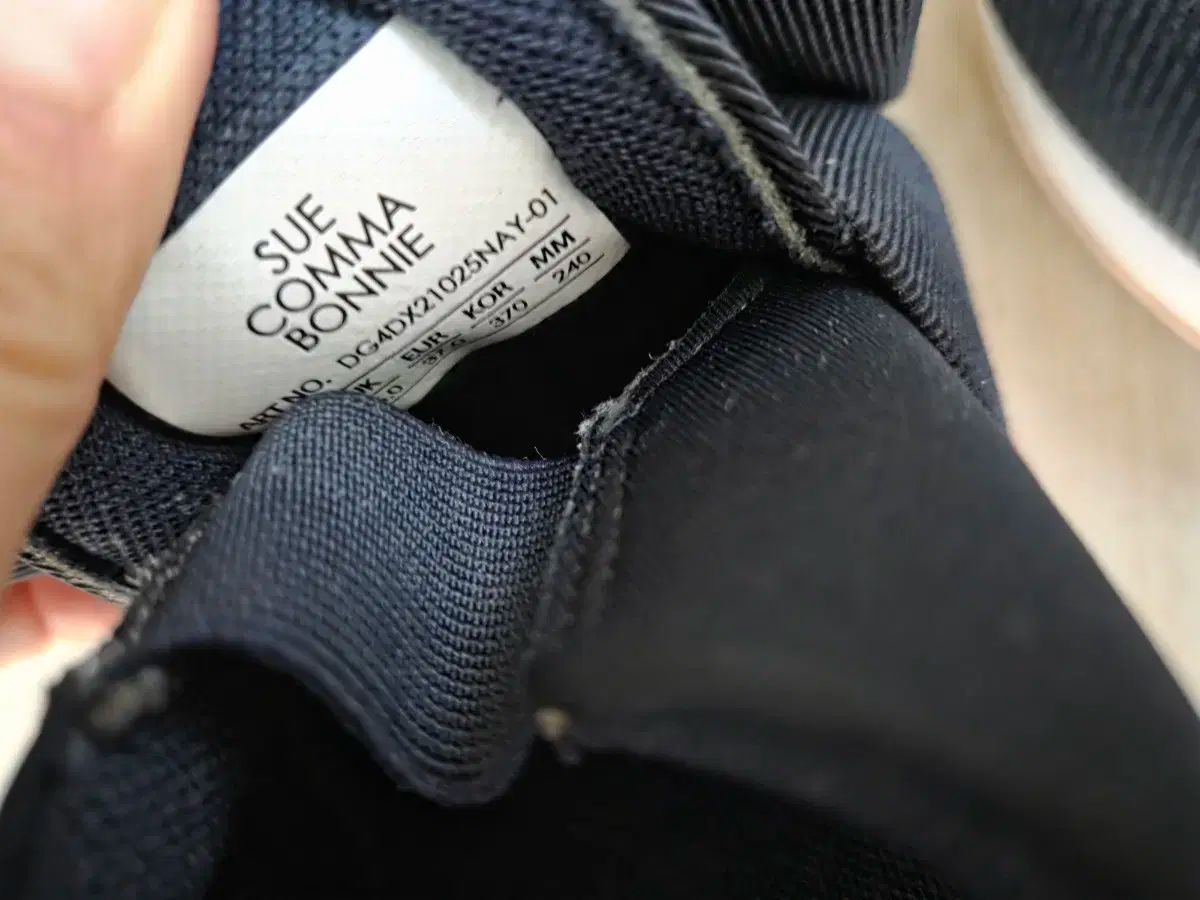 SUE
COMMA
BONNIE
ART NO. DG4DX21025NAY-01
EUR KOR MM
370 240